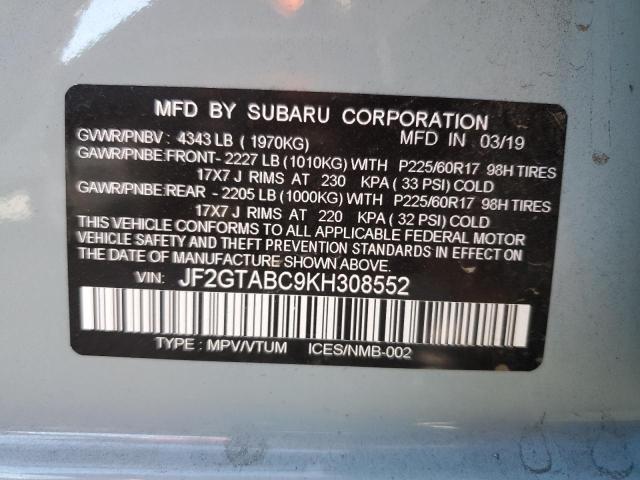 MFD BY SUBARU CORPORATION
GVWR/PNBV : 4343 LB ( 1970KG) MFD IN 03/19
GAWR/PNBE:FRONT- 2227 LB (1010KG) WITH P225/60R17 98H TIRES
17X7 J RIMS AT 230 KPA ( 33 PSI) COLD
GAWR/PNBE:REAR - 2205 LB (1000KG) WITH P225/60R17 98H TIRES
17X7 J RIMS AT 220 KPA ( 32 PSI) COLD
THIS VEHICLE CONFORMS TO ALL APPLICABLE FEDERAL MOTOR
VEHICLE SAFETY AND THEFT PREVENTION STANDARDS IN EFFECT ON
THE DATE OF MANUFACTURE SHOWN ABOVE.
VIN: JF2GTABC9KH308552
TYPE : MPV/VTUM ICES/NMB-002